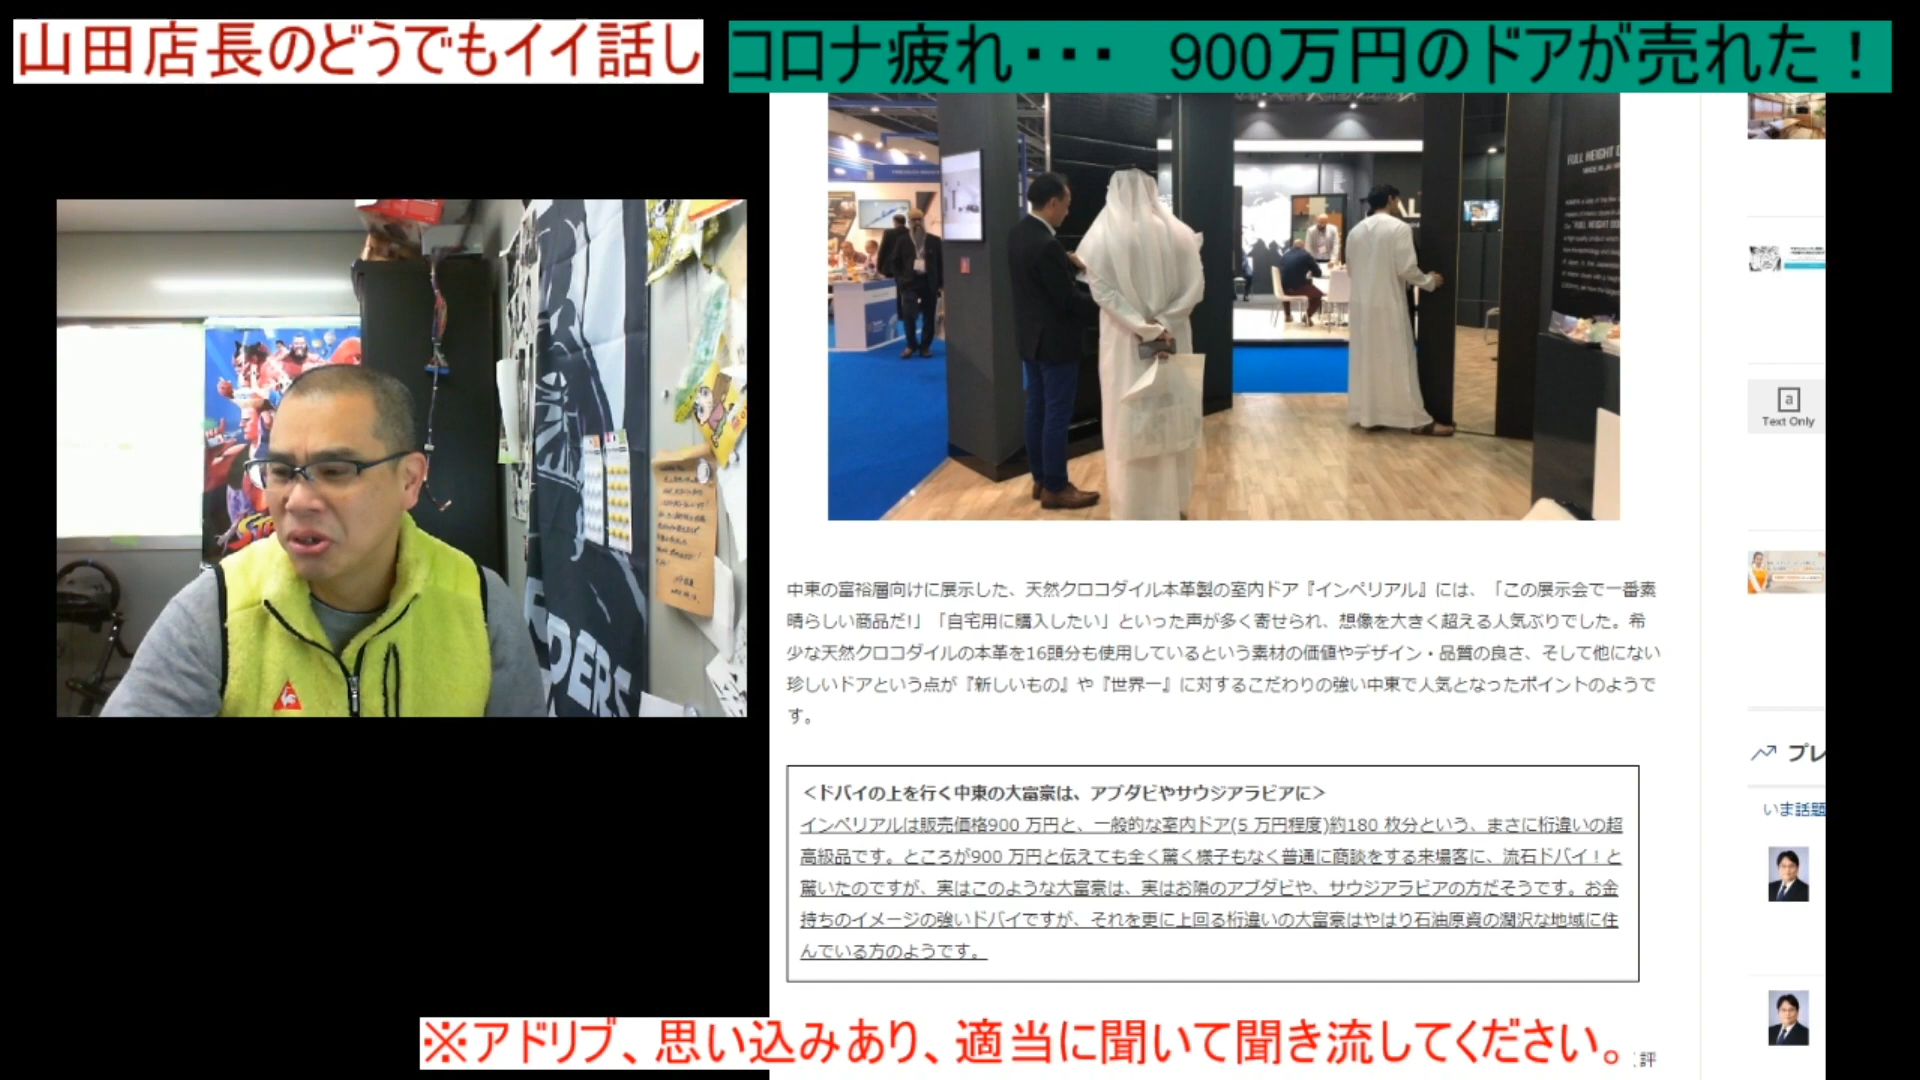 山田店長のどうでもイイ話し
コロナ疲れ・・・ 900万円のドアが売れた！
FULL HEIGHT D
Text Only
DERS
中東の富裕層向けに展示した、天然クロコダイル本革製の室内ドア『インペリアル』には、「この展示会で一番素
晴らしい商品だ!」「自宅用に購入したい」といった声が多く寄せられ、想像を大きく超える人気ぶりでした。希
少な天然クロコダイルの本革を16頭分も使用しているという素材の価値やデザイン・品質の良さ、そして他にない
珍しいドアという点が『新しいもの』や『世界一』に対するこだわりの強い中東で人気となったポイントのようで
す。
＜ドバイの上を行く中東の大富豪は、アブダビやサウジアラビアに＞
インペリアルは販売価格900 万円と、一般的な室内ドア(5 万円程度)約180 枚分という、まさに桁違いの超
高級品です。ところが900 万円と伝えても全く驚く様子もなく普通に商談をする来場客に、流石ドバイ！と
驚いたのですが、実はこのような大富豪は、実はお隣のアブダビや、サウジアラビアの方だそうです。お金
持ちのイメージの強いドバイですが、それを更に上回る桁違いの大富豪はやはり石油原資の潤沢な地域に住
んでいる方のようです。
プレ
いま話題
※アドリブ、思い込みあり、適当に聞いて聞き流してください。
評